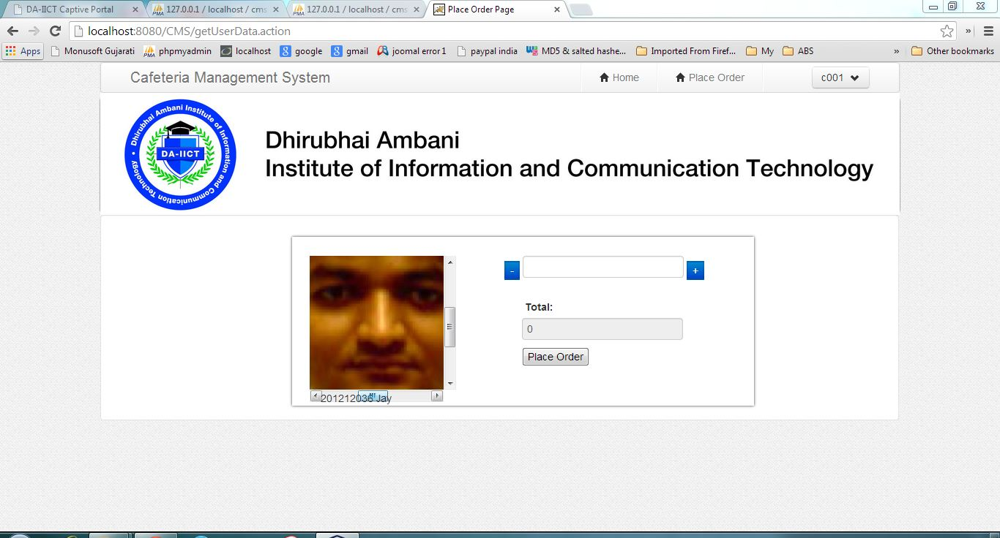 DA-IICT Captive Portal
127.0.0.1 / localhost / cms
127.0.0.1 / localhost / cms
Place Order Page
localhost:8080/CMS/getUserData.action
Apps
Monusoft Gujarati
phpmyadmin
localhost
google
gmail
joomal error1
paypal india
MD5 & salted hashe...
Imported From Firef...
My
ABS
»
Other bookmarks
Cafeteria Management System
Home
Place Order
c001
Dhirubhai Ambani Institute of Information and Communication Technology
DA-IICT
Dhirubhai Ambani
Institute of Information and Communication Technology
-
+
Total:
0
Place Order
201212036 Jay